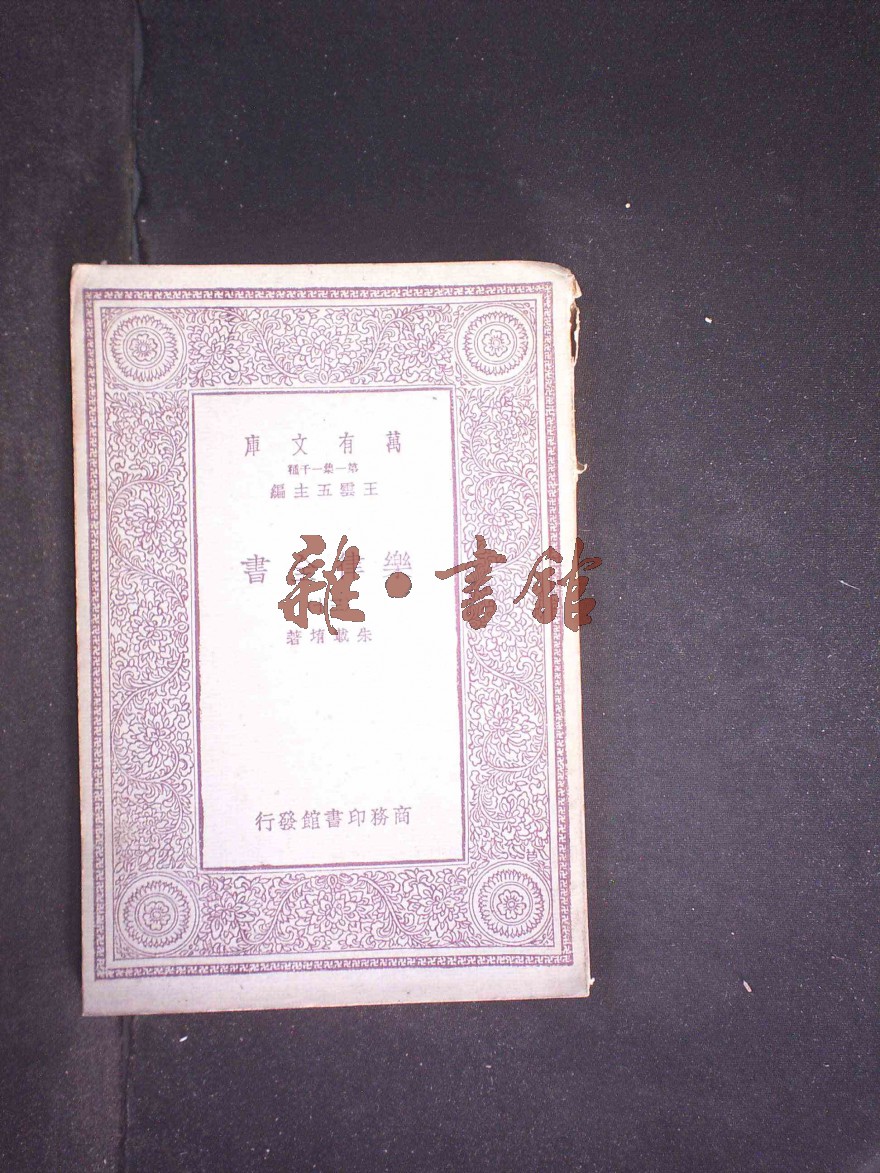 萬有文庫
第一集一千種
王雲五主編
樂律書
雜·書館
朱載堉著
商務印書館發行